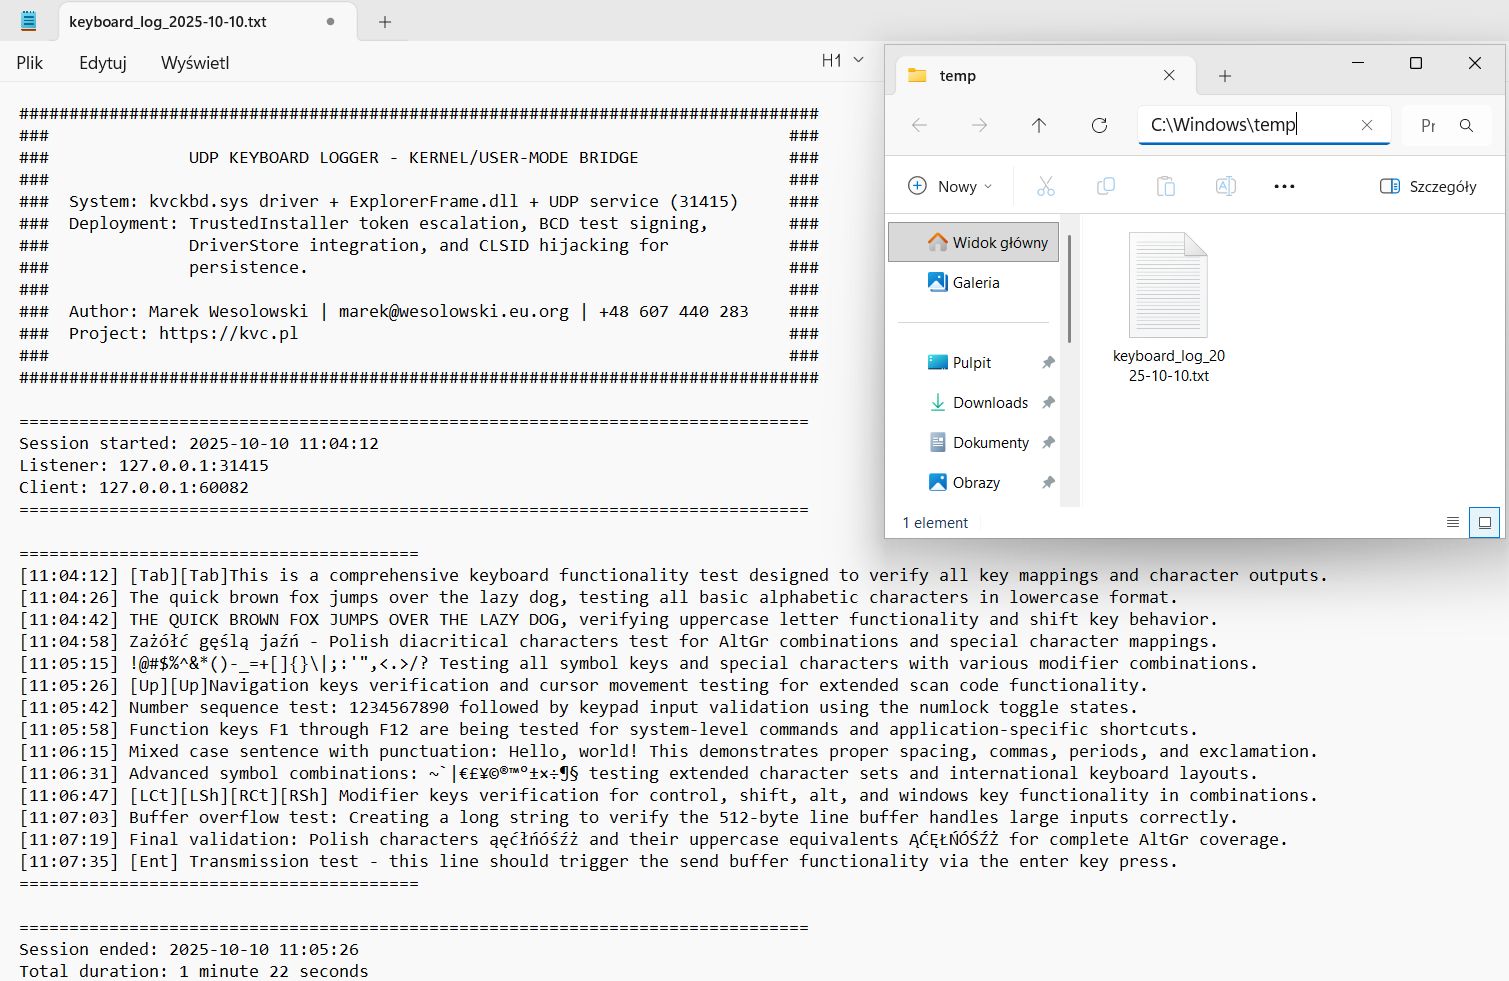 keyboard_log_2025-10-10.txt
Plik Edytuj Wyświetl H1
################################################################################
### ###
### UDP KEYBOARD LOGGER - KERNEL/USER-MODE BRIDGE ###
### ###
### System: kvckbd.sys driver + ExplorerFrame.dll + UDP service (31415) ###
### Deployment: TrustedInstaller token escalation, BCD test signing, ###
### DriverStore integration, and CLSID hijacking for ###
### persistence. ###
### ###
### Author: Marek Wesolowski | marek@wesolowski.eu.org | +48 607 440 283 ###
### Project: https://kvc.pl ###
### ###
################################################################################
===============================================================================
Session started: 2025-10-10 11:04:12
Listener: 127.0.0.1:31415
Client: 127.0.0.1:60082
===============================================================================
========================================
[11:04:12] [Tab][Tab]This is a comprehensive keyboard functionality test designed to verify all key mappings and character outputs.
[11:04:26] The quick brown fox jumps over the lazy dog, testing all basic alphabetic characters in lowercase format.
[11:04:42] THE QUICK BROWN FOX JUMPS OVER THE LAZY DOG, verifying uppercase letter functionality and shift key behavior.
[11:04:58] Zażółć gęślą jaźń - Polish diacritical characters test for AltGr combinations and special character mappings.
[11:05:15] !@#$%^&*()-_=+[]{}\|;:'",<.>/? Testing all symbol keys and special characters with various modifier combinations.
[11:05:26] [Up][Up]Navigation keys verification and cursor movement testing for extended scan code functionality.
[11:05:42] Number sequence test: 1234567890 followed by keypad input validation using the numlock toggle states.
[11:05:58] Function keys F1 through F12 are being tested for system-level commands and application-specific shortcuts.
[11:06:15] Mixed case sentence with punctuation: Hello, world! This demonstrates proper spacing, commas, periods, and exclamation.
[11:06:31] Advanced symbol combinations: ~`|€£¥©®™°±×÷¶§ testing extended character sets and international keyboard layouts.
[11:06:47] [LCt][LSh][RCt][RSh] Modifier keys verification for control, shift, alt, and windows key functionality in combinations.
[11:07:03] Buffer overflow test: Creating a long string to verify the 512-byte line buffer handles large inputs correctly.
[11:07:19] Final validation: Polish characters ąęćłńóśźż and their uppercase equivalents ĄĆĘŁŃÓŚŹŻ for complete AltGr coverage.
[11:07:35] [Ent] Transmission test - this line should trigger the send buffer functionality via the enter key press.
========================================
===============================================================================
Session ended: 2025-10-10 11:05:26
Total duration: 1 minute 22 seconds
temp
C:\Windows\temp
Pr
Nowy
Szczegóły
Widok główny
Galeria
Pulpit
Downloads
Dokumenty
Obrazy
keyboard_log_20
25-10-10.txt
1 element